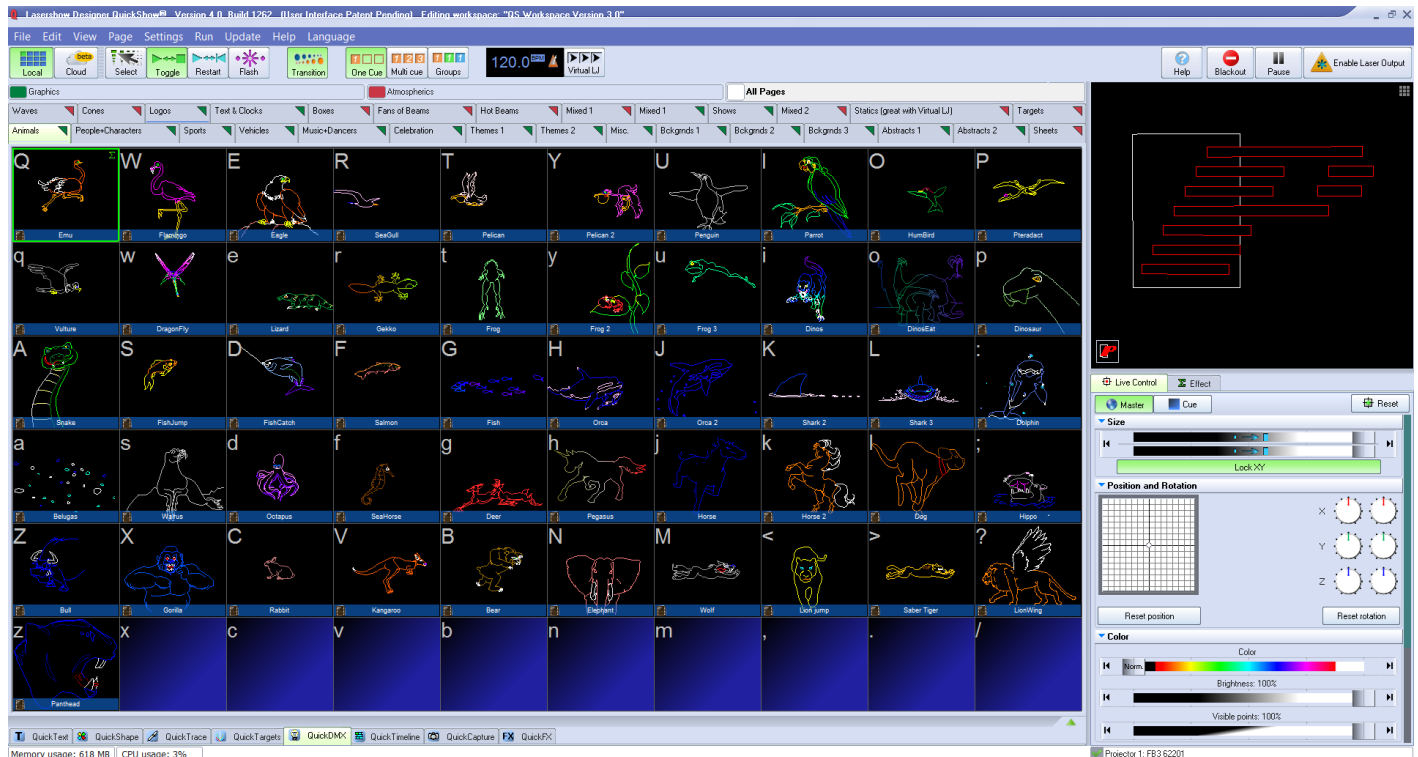 Lasershow Designer QuickShow® Version 4.0, Build 1262 (User Interface Patent Pending) Editing workspace: "QS Workspace Version 3.0"
File Edit View Page Settings Run Update Help Language
beta
1 2 3
120.0 BPM
Local Cloud Select Toggle Restart Flash Transition One Cue Multi cue Groups Virtual LJ Help Blackout Pause Enable Laser Output
Graphics Atmospherics All Pages
Waves Cones Logos Text & Clocks Boxes Fans of Beams Hot Beams Mixed 1 Mixed 1 Shows Mixed 2 Statics (great with Virtual LJ) Targets
Animals People+Characters Sports Vehicles Music+Dancers Celebration Themes 1 Themes 2 Misc. Bckgrnds 1 Bckgrnds 2 Bckgrnds 3 Abstracts 1 Abstracts 2 Sheets
Q W E R T Y U I O P
Emu Flamingo Eagle SeaGull Pelican Pelican 2 Penguin Parrot HumBird Pteradact
q w e r t y u i o p
Vulture DragonFly Lizard Gekko Frog Frog 2 Frog 3 Dinos DinosEat Dinosaur
A S D F G H J K L :
Snake FishJump FishCatch Salmon Fish Orca Orca 2 Shark 2 Shark 3 Dolphin
a s d f g h j k l ;
Belugas Walrus Octapus SeaHorse Deer Pegasus Horse Horse 2 Dog Hippo
Z X C V B N M < > ?
Bull Gorilla Rabbit Kangaroo Bear Elephant Wolf Lion jump Saber Tiger LionWing
z x c v b n m , . /
Panthead
Live Control Effect
Master Cue Reset
Size
Lock XY
Position and Rotation
X
Y
Z
Reset position Reset rotation
Color
Color
Norm.
Brightness: 100%
Visible points: 100%
QuickText QuickShape QuickTrace QuickTargets QuickDMX QuickTimeline QuickCapture FX QuickFX
Memory usage: 618 MB CPU usage: 3% Projector 1: FB3 62201